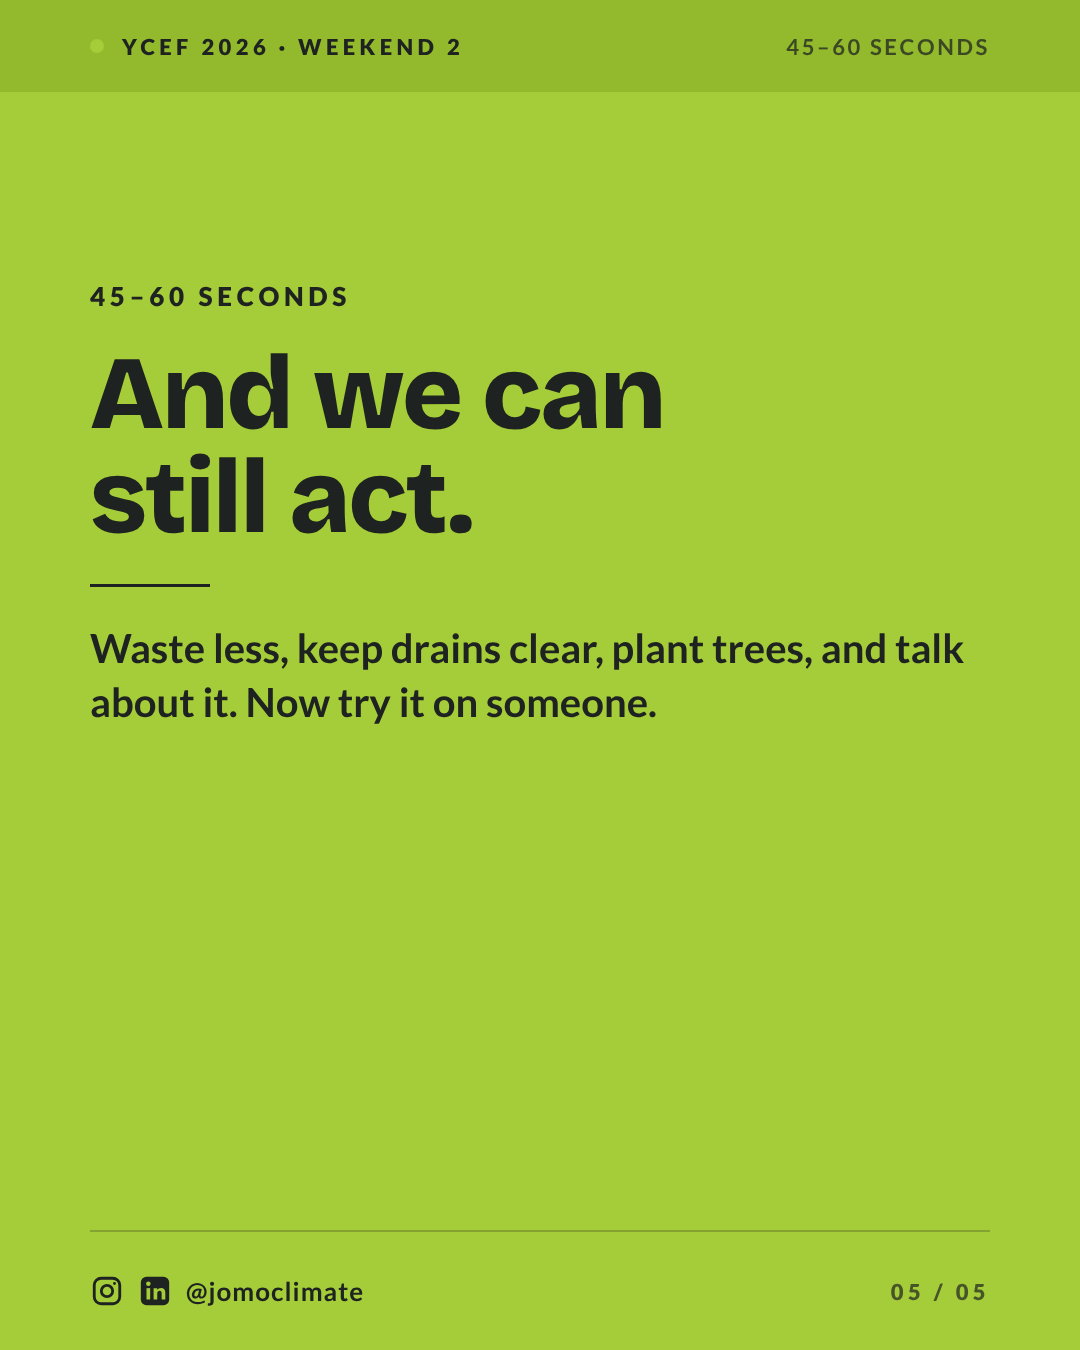 YCEF 2026 · WEEKEND 2
45–60 SECONDS
45–60 SECONDS
And we can
still act.
Waste less, keep drains clear, plant trees, and talk
about it. Now try it on someone.
@jomoclimate
05 / 05